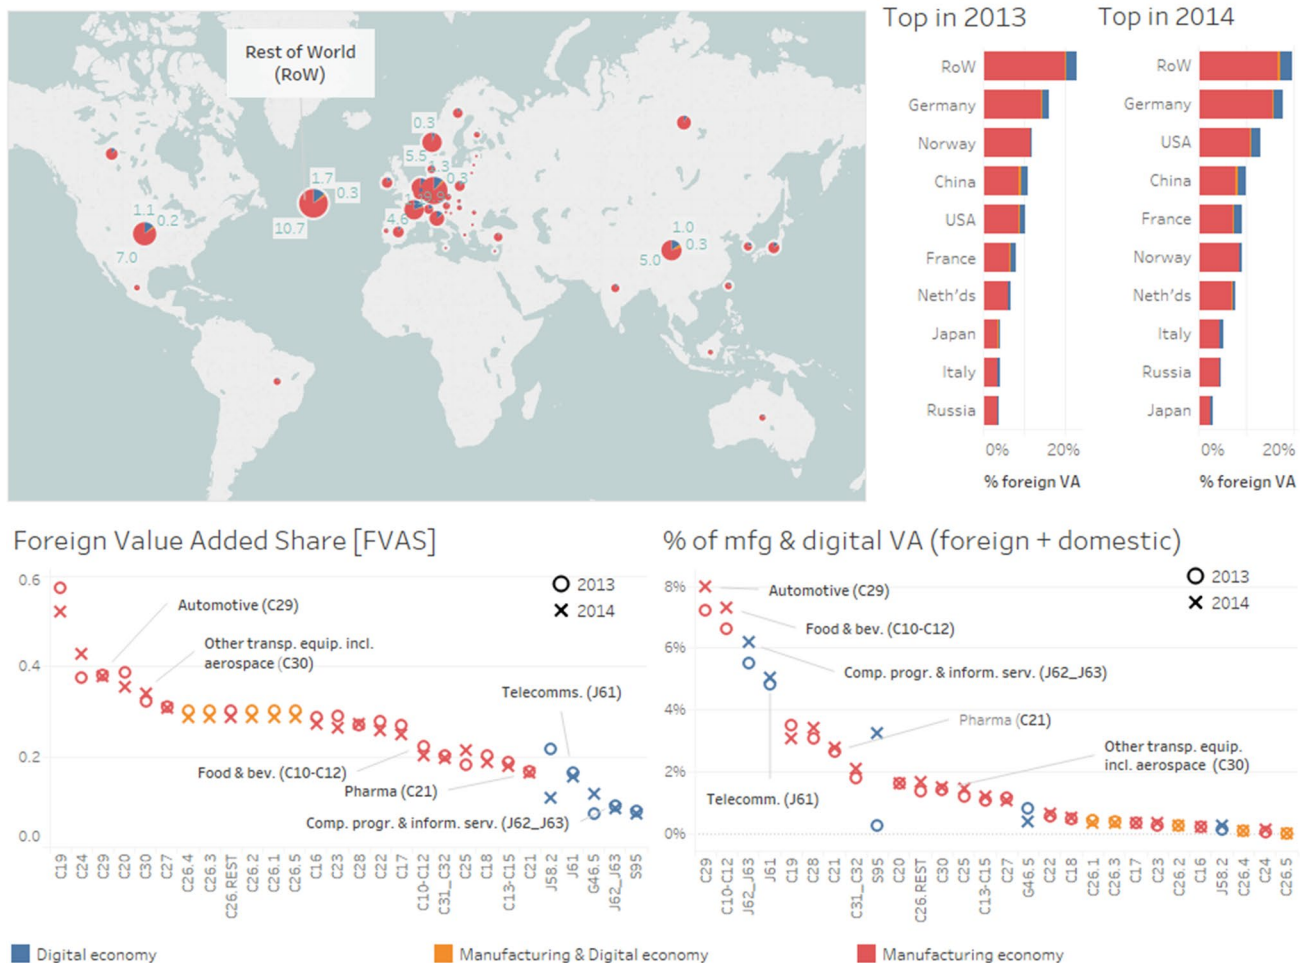 Top in 2013
Top in 2014
Rest of World
(RoW)
0.3
5.5
1.7
0.3
10.7
1.1
0.2
7.0
0.3
4.6
1.0
0.3
5.0
RoW
Germany
Norway
China
USA
France
Neth'ds
Japan
Italy
Russia
0%
20%
% foreign VA
RoW
Germany
USA
China
France
Norway
Neth'ds
Italy
Russia
Japan
0%
20%
% foreign VA
Foreign Value Added Share [FVAS]
0.6
0.4
0.2
0.0
2013
2014
Automotive (C29)
Other transp. equip. incl.
aerospace (C30)
Telecomms. (J61)
Food & bev. (C10-C12)
Pharma (C21)
Comp. progr. & inform. serv. (J62_J63)
C19
C24
C29
C20
C30
C27
C26.4
C26.3
C26.REST
C26.2
C26.1
C26.5
C16
C23
C28
C22
C17
C10-C12
C31_C32
C25
C18
C13-C15
C21
J58.2
J61
G46.5
J62_J63
S95
% of mfg & digital VA (foreign + domestic)
8%
6%
4%
2%
0%
2013
2014
Automotive (C29)
Food & bev. (C10-C12)
Comp. progr. & inform. serv. (J62_J63)
Pharma (C21)
Other transp. equip.
incl. aerospace (C30)
Telecomm. (J61)
C29
C10-C12
J62_J63
J61
C19
C28
C21
C31_C32
S95
C20
C26.REST
C30
C25
C13-C15
C27
G46.5
C22
C18
C26.1
C26.3
C17
C23
C26.2
C16
J58.2
C26.4
C24
C26.5
Digital economy
Manufacturing & Digital economy
Manufacturing economy